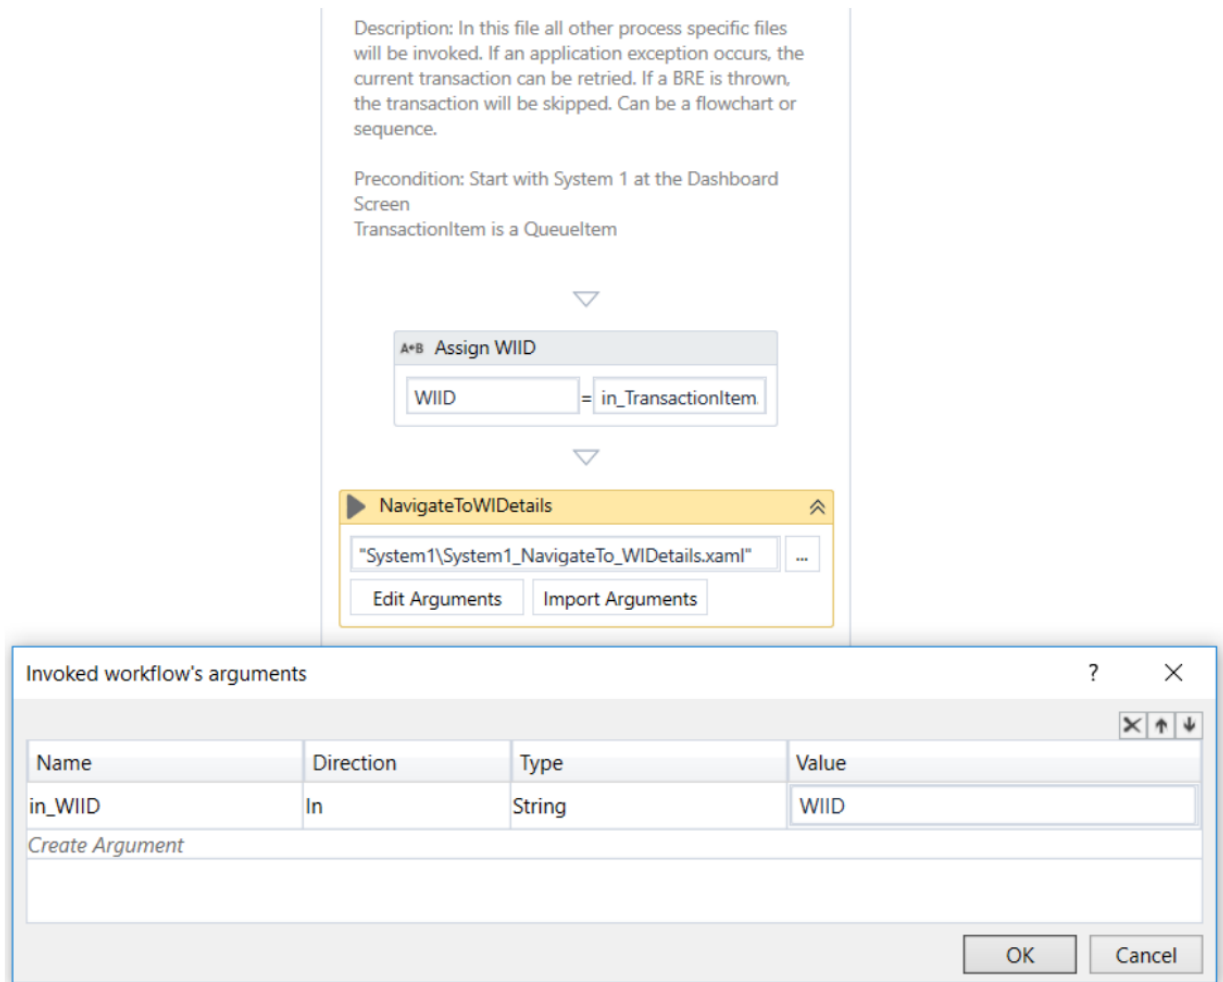 Description: In this file all other process specific files
will be invoked. If an application exception occurs, the
current transaction can be retried. If a BRE is thrown,
the transaction will be skipped. Can be a flowchart or
sequence.
Precondition: Start with System 1 at the Dashboard
Screen
TransactionItem is a QueueItem
A+B Assign WIID
WIID = in_TransactionItem.
NavigateToWIDetails
"System1\System1_NavigateTo_WIDetails.xaml" ...
Edit Arguments Import Arguments
Invoked workflow's arguments ?
Name Direction Type Value
in_WIID In String WIID
Create Argument
OK Cancel